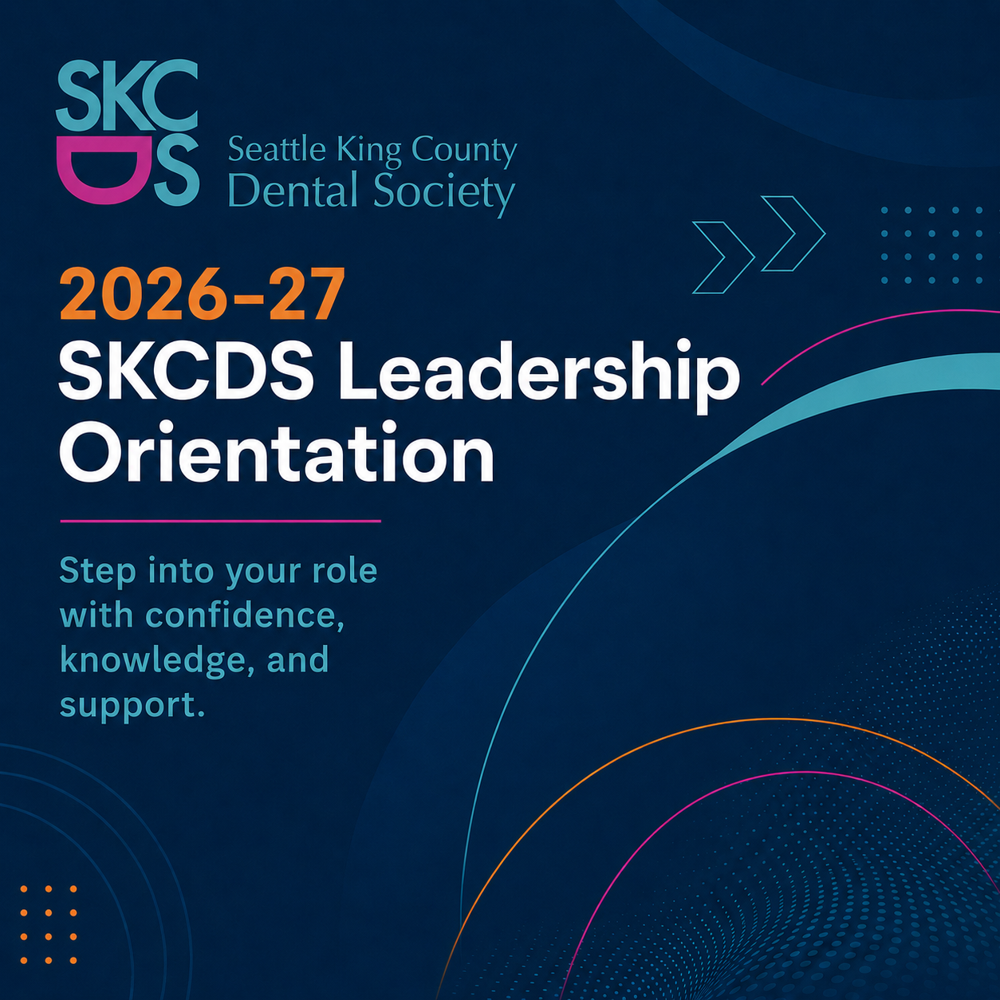 SKC
DS
Seattle King County
Dental Society
2026–27
SKCDS Leadership
Orientation
Step into your role
with confidence,
knowledge, and
support.